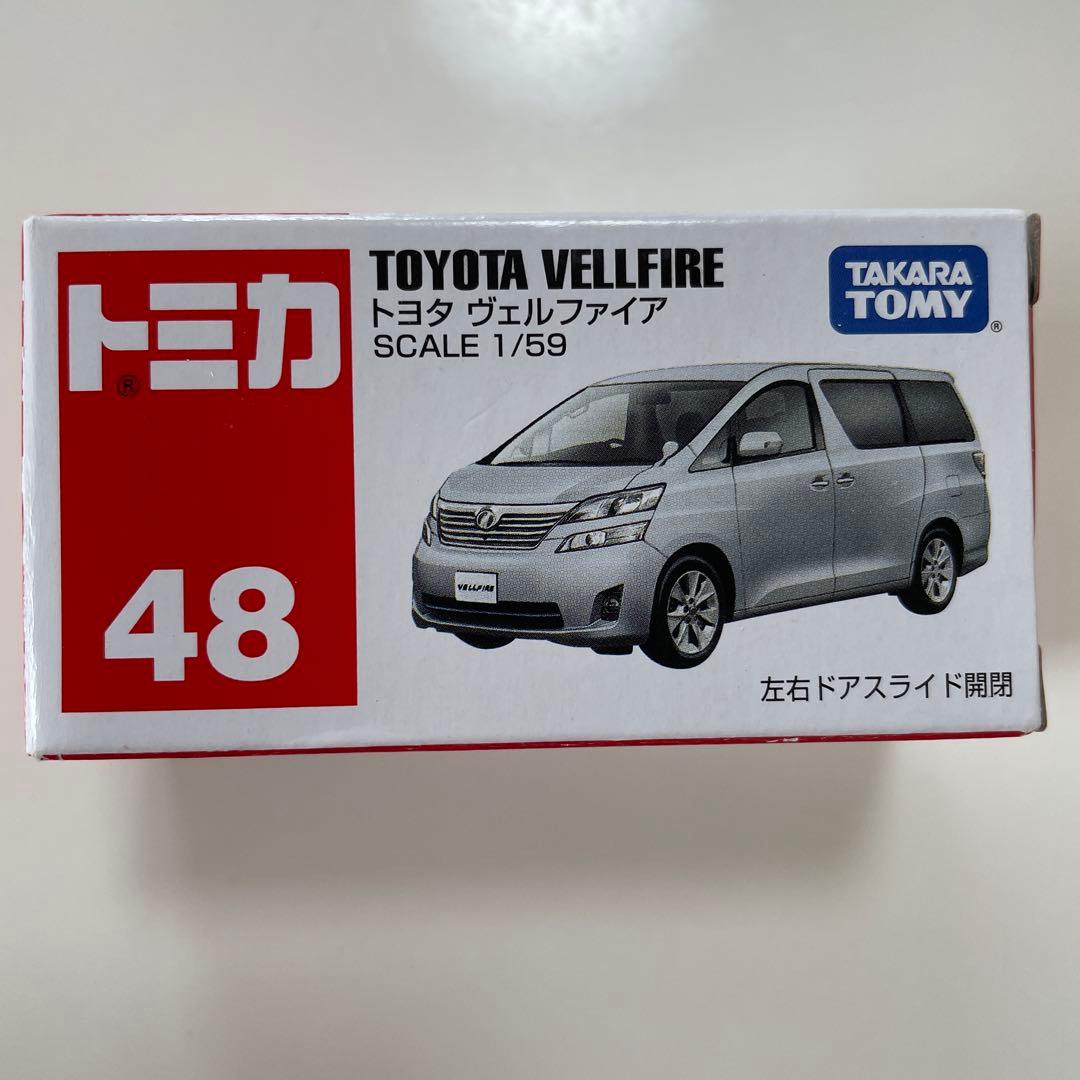 トミカ
®
48
TOYOTA VELLFIRE
トヨタ ヴェルファイア
SCALE 1/59
TAKARA
TOMY
®
VELLFIRE
左右ドアスライド開閉